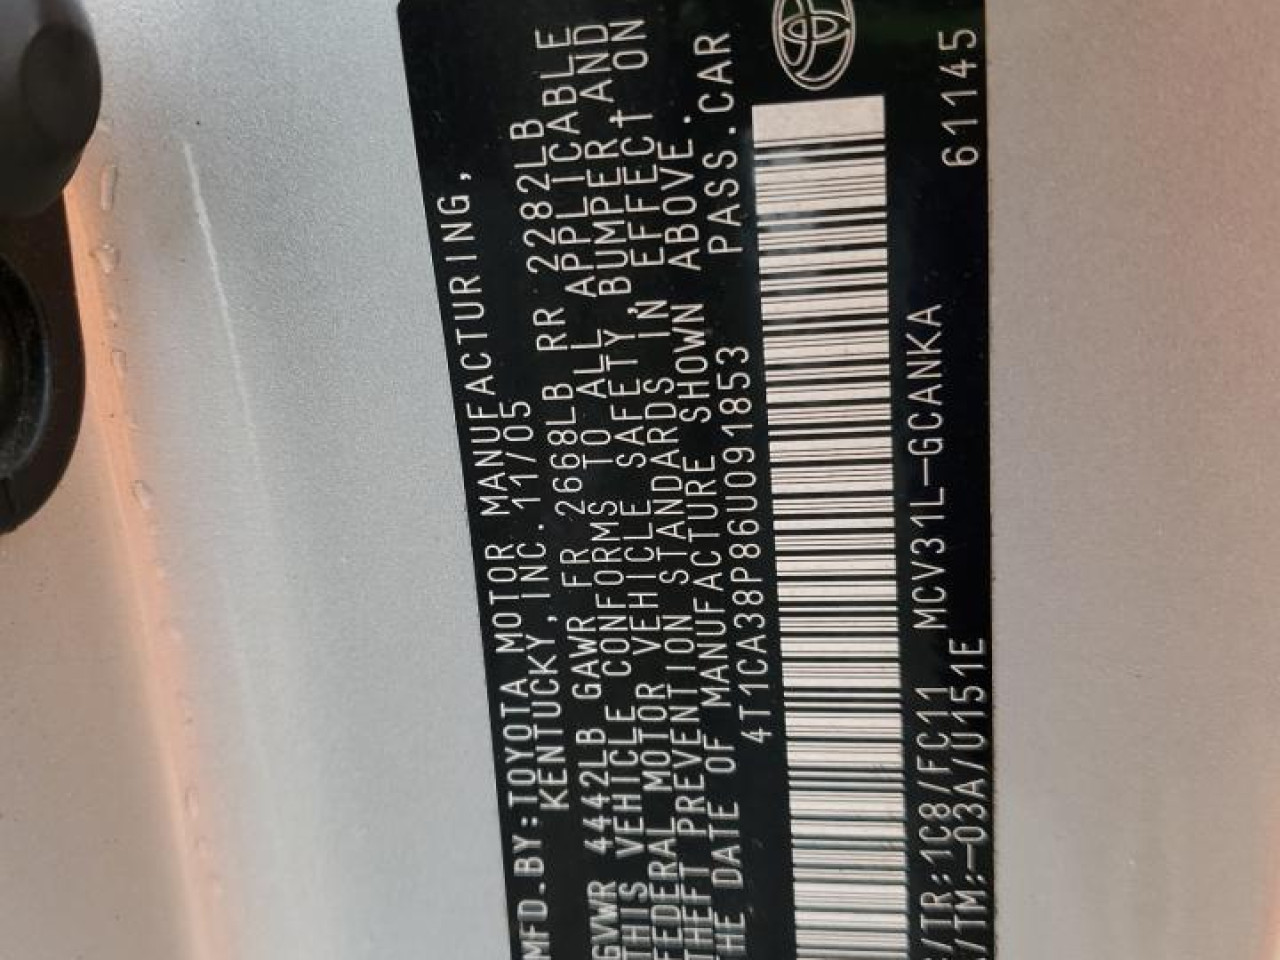 MFD.BY:TOYOTA MOTOR MANUFACTURING,
KENTUCKY,INC. 11/05
GVWR 4442LB GAWR FR 2668LB RR 2282LB
THIS VEHICLE CONFORMS TO ALL APPLICABLE
FEDERAL MOTOR VEHICLE SAFETY,BUMPER,AND
THEFT PREVENTION STANDARDS IN EFFECT ON
THE DATE OF MANUFACTURE SHOWN ABOVE.
4T1CA38P86U091853 PASS.CAR
/TR:1C8/FC11 MCV31L-GCANKA
/TM:-03A/U151E 61145